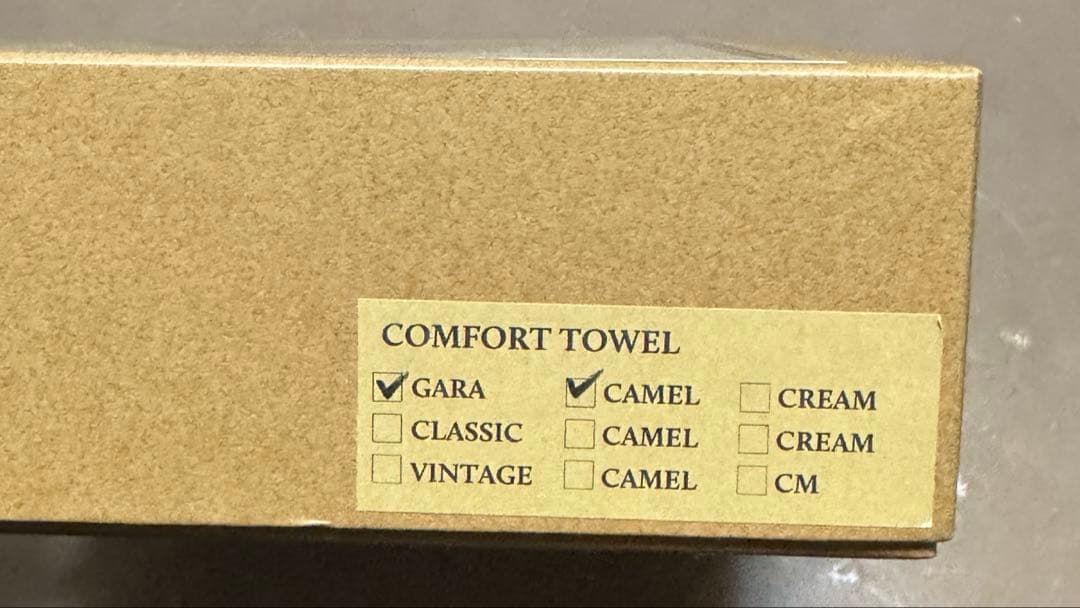 COMFORT TOWEL
GARA CAMEL CREAM
CLASSIC CAMEL CREAM
VINTAGE CAMEL CM